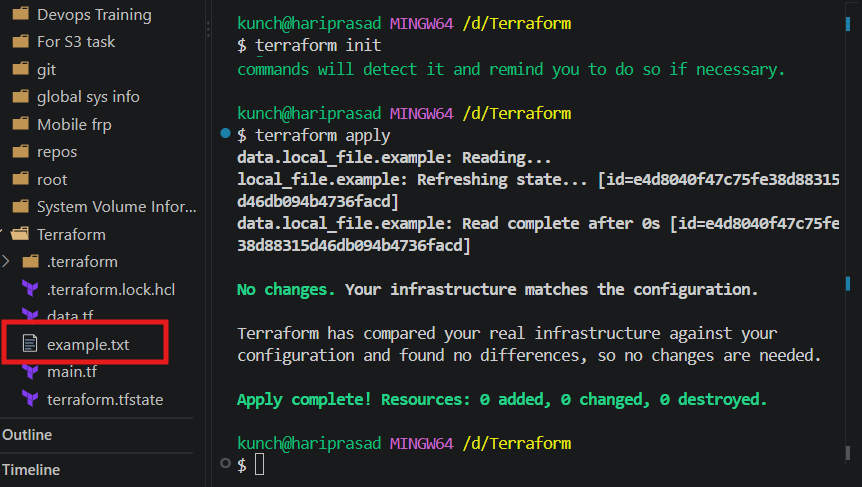 Devops Training
For S3 task
git
global sys info
Mobile frp
repos
root
System Volume Infor...
Terraform
.terraform
.terraform.lock.hcl
data.tf
example.txt
main.tf
terraform.tfstate
Outline
Timeline
kunch@hariprasad MINGW64 /d/Terraform
$ terraform init
commands will detect it and remind you to do so if necessary.
kunch@hariprasad MINGW64 /d/Terraform
$ terraform apply
data.local_file.example: Reading...
local_file.example: Refreshing state... [id=e4d8040f47c75fe38d88315
d46db094b4736facd]
data.local_file.example: Read complete after 0s [id=e4d8040f47c75fe
38d88315d46db094b4736facd]
No changes. Your infrastructure matches the configuration.
Terraform has compared your real infrastructure against your
configuration and found no differences, so no changes are needed.
Apply complete! Resources: 0 added, 0 changed, 0 destroyed.
kunch@hariprasad MINGW64 /d/Terraform
$